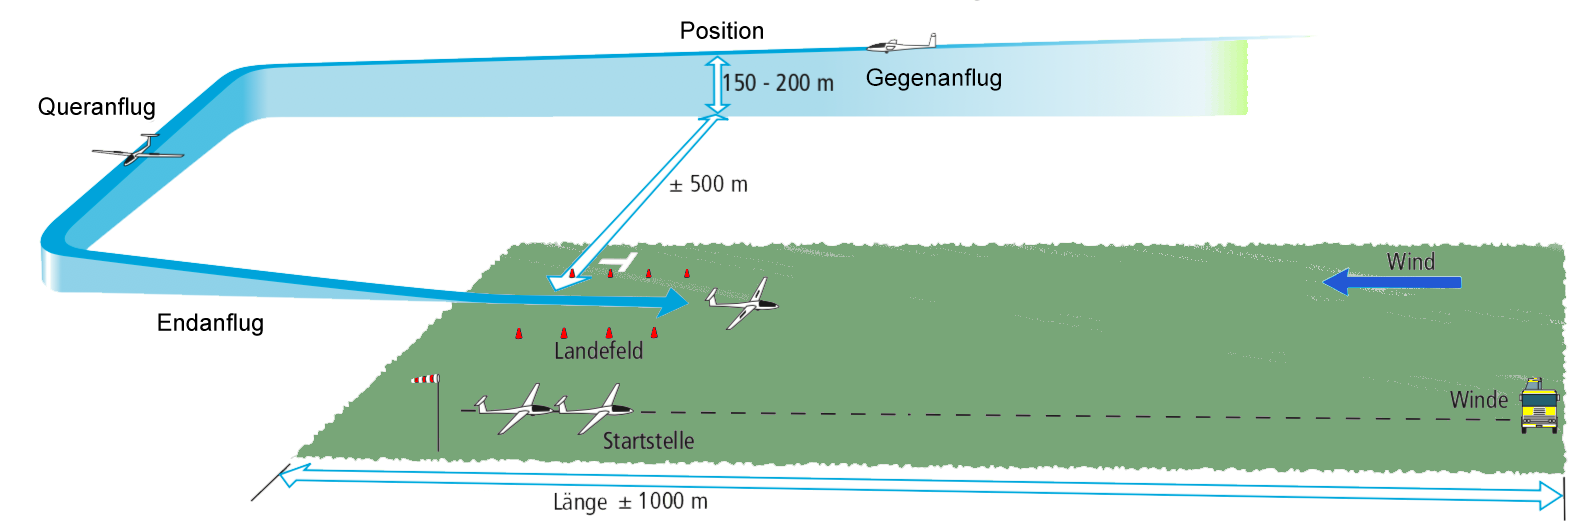 Position
150 - 200 m
Gegenanflug
Queranflug
± 500 m
Wind
Endanflug
Landefeld
Winde
Startstelle
Länge ± 1000 m